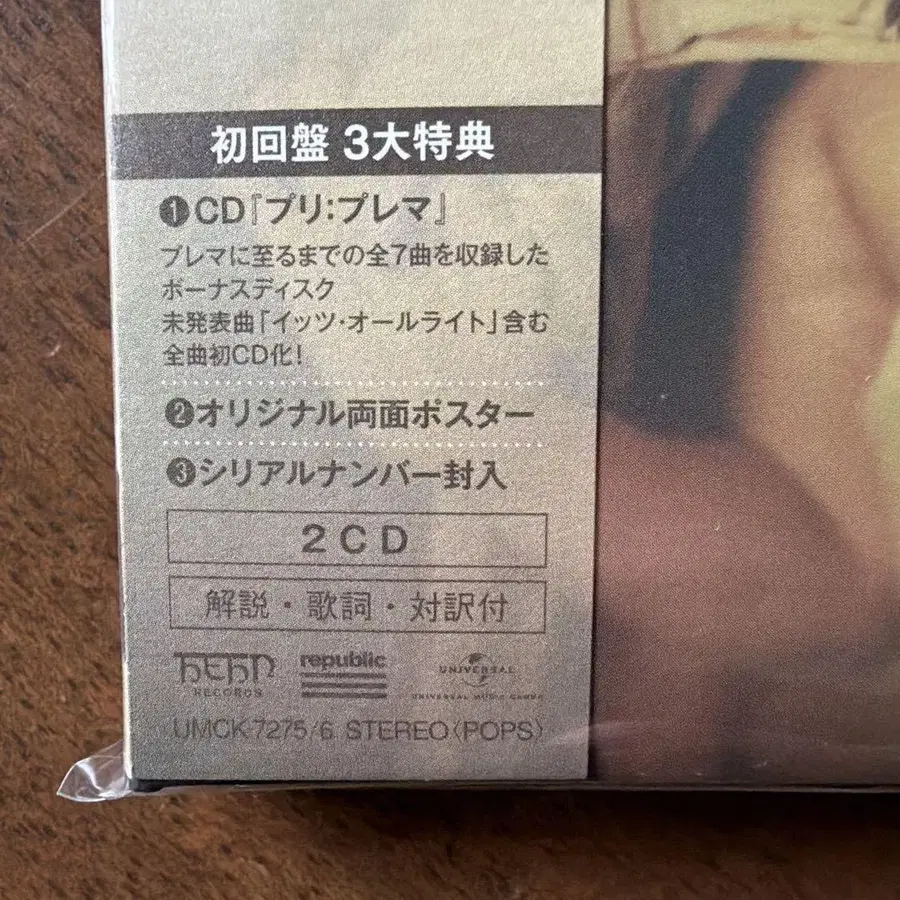 初回盤 3大特典
❶CD『プリ:プレマ』
プレマに至るまでの全7曲を収録した
ボーナスディスク
未発表曲「イッツ・オールライト」含む
全曲初CD化!
❷オリジナル両面ポスター
❸シリアルナンバー封入
2CD
解説・歌詞・対訳付
HEHN RECORDS
republic
UNIVERSAL
UNIVERSAL MUSIC GROUP
UMCK-7275/6 STEREO〈POPS〉